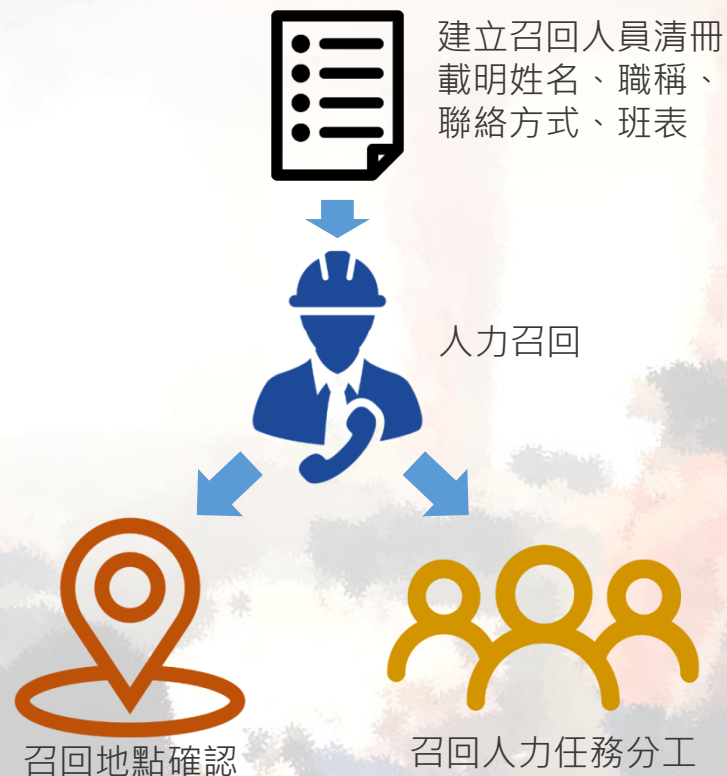 建立召回人員清冊
載明姓名、職稱、
聯絡方式、班表
人力召回
召回地點確認
召回人力任務分工